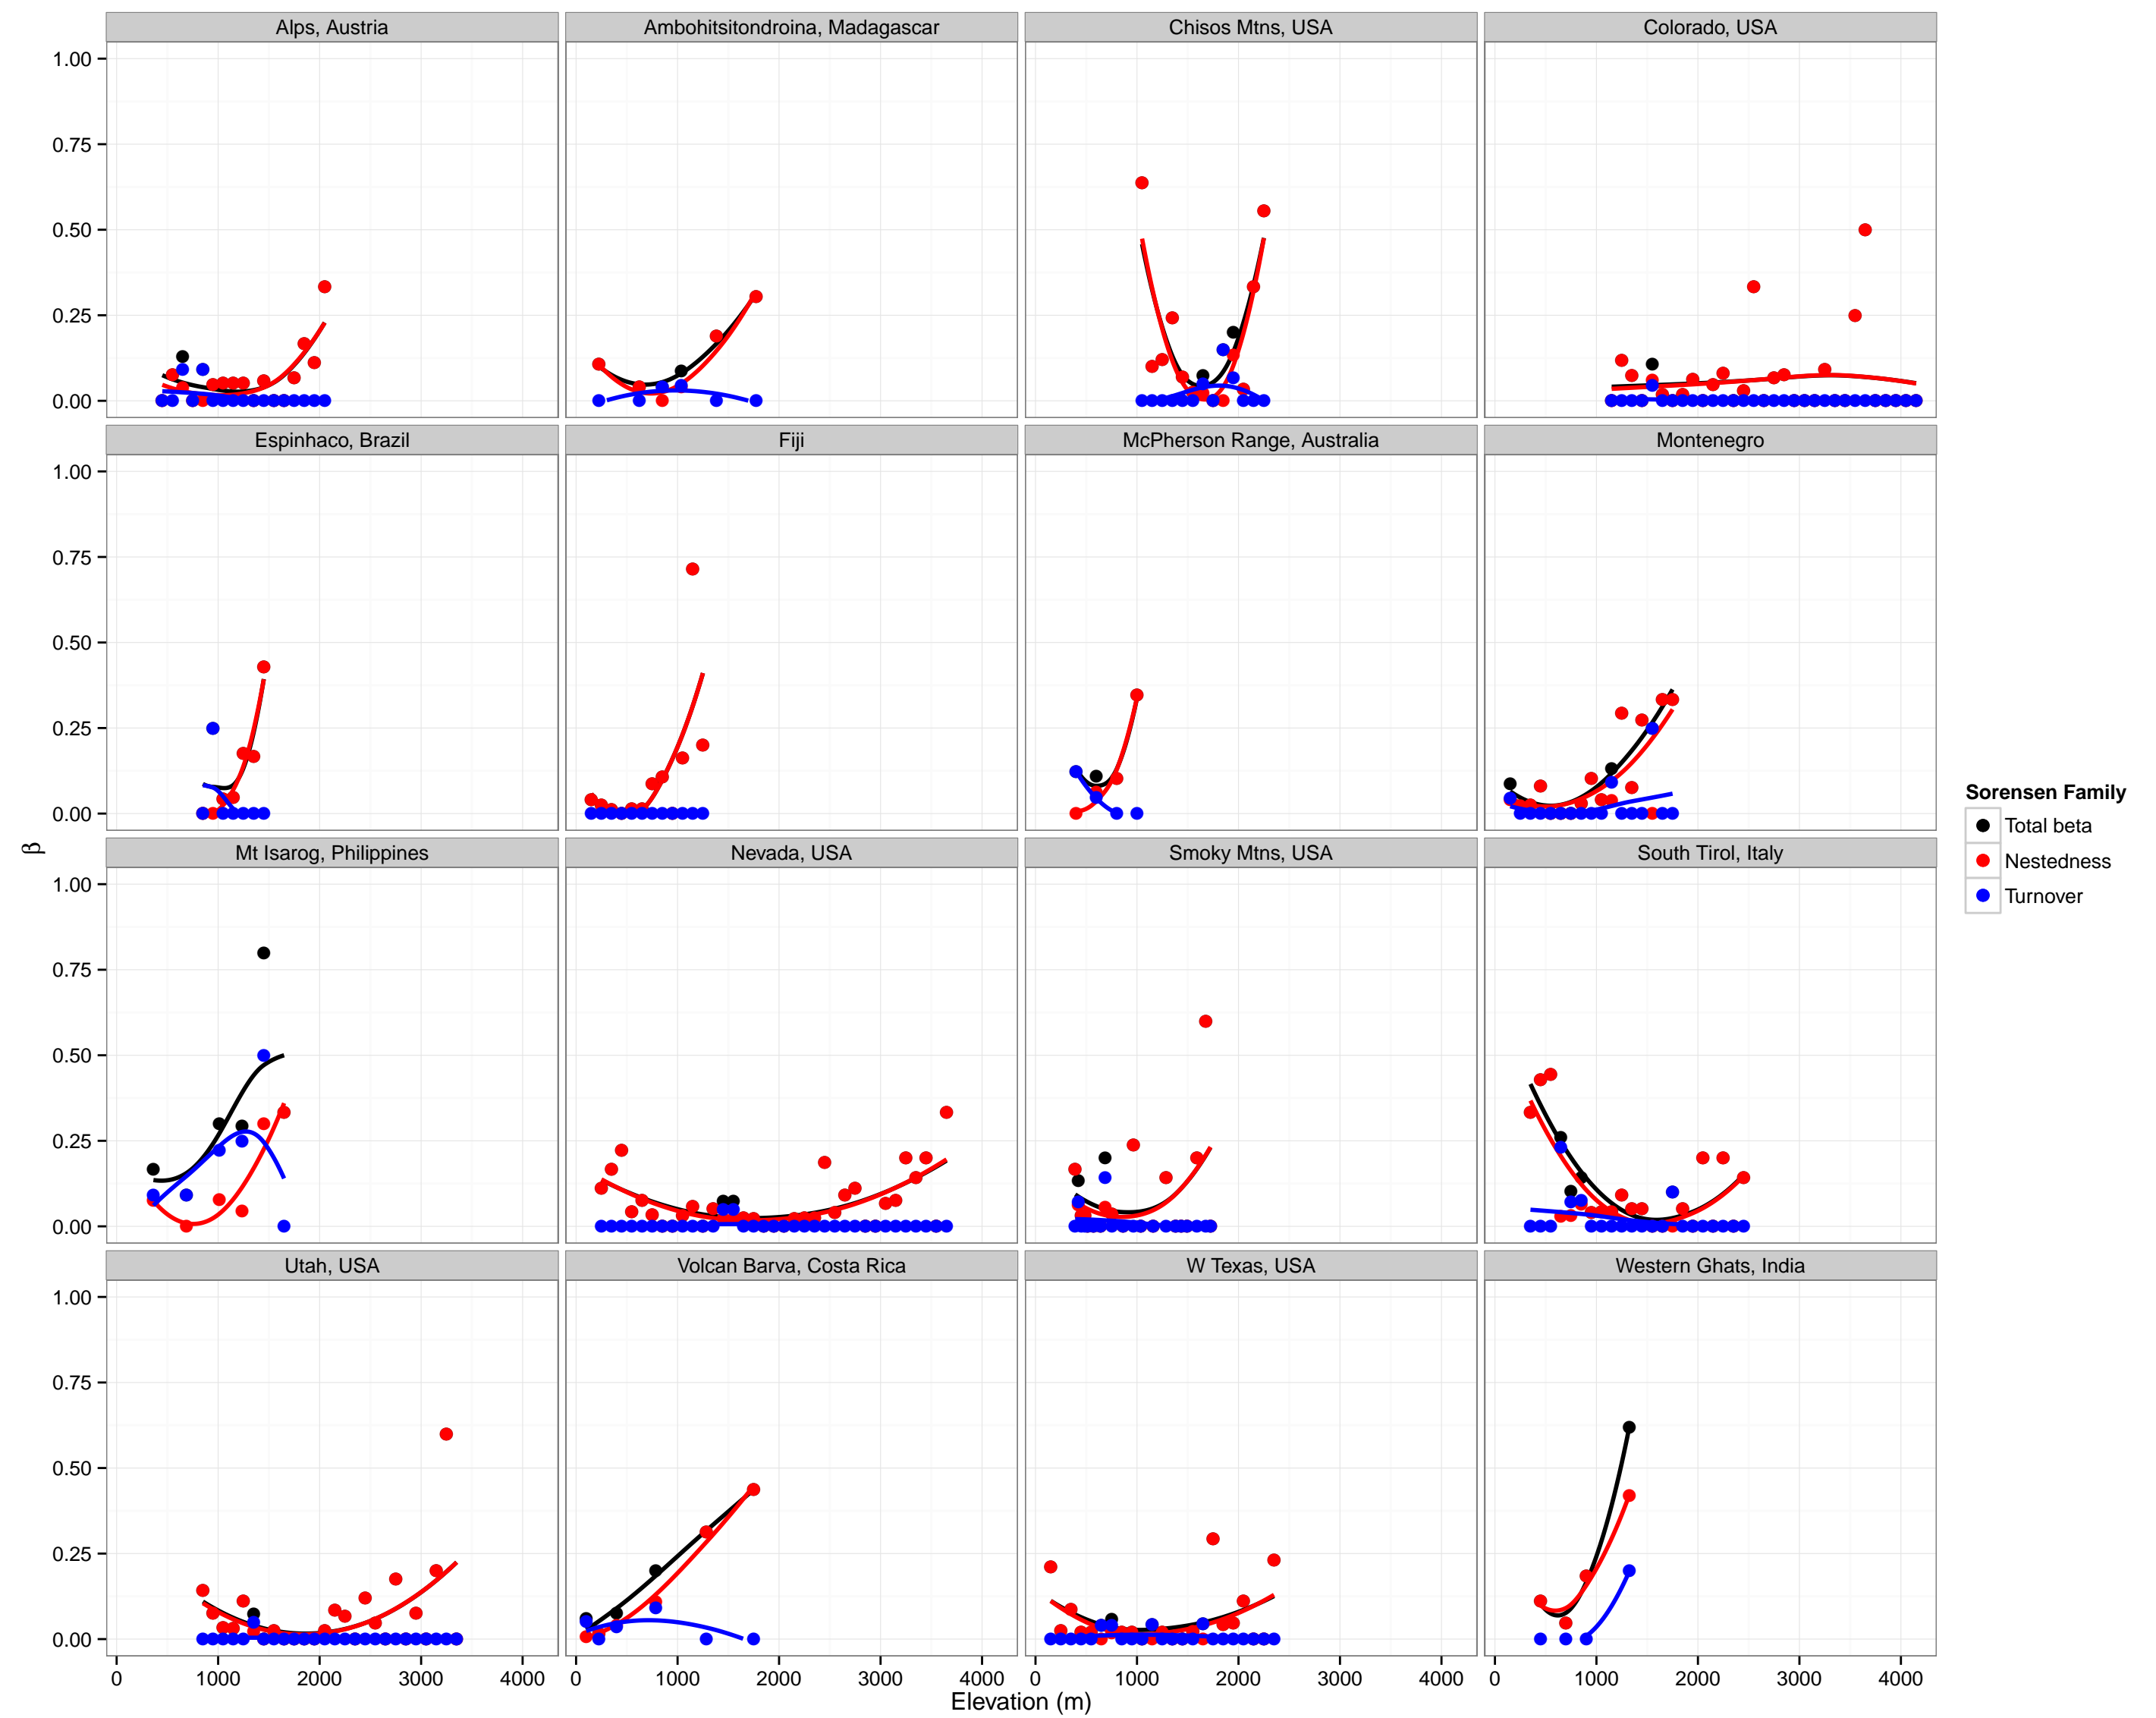 Alps, Austria
Ambohitsitondroina, Madagascar
Chisos Mtns, USA
Colorado, USA
1.00
0.75
0.50
0.25
0.00
Espinhaco, Brazil
Fiji
McPherson Range, Australia
Montenegro
1.00
0.75
0.50
0.25
0.00
Mt Isarog, Philippines
Nevada, USA
Smoky Mtns, USA
South Tirol, Italy
1.00
0.75
0.50
0.25
0.00
Utah, USA
Volcan Barva, Costa Rica
W Texas, USA
Western Ghats, India
1.00
0.75
0.50
0.25
0.00
0 1000 2000 3000 4000
0 1000 2000 3000 4000
0 1000 2000 3000 4000
0 1000 2000 3000 4000
Elevation (m)
β
Sorensen Family
Total beta
Nestedness
Turnover